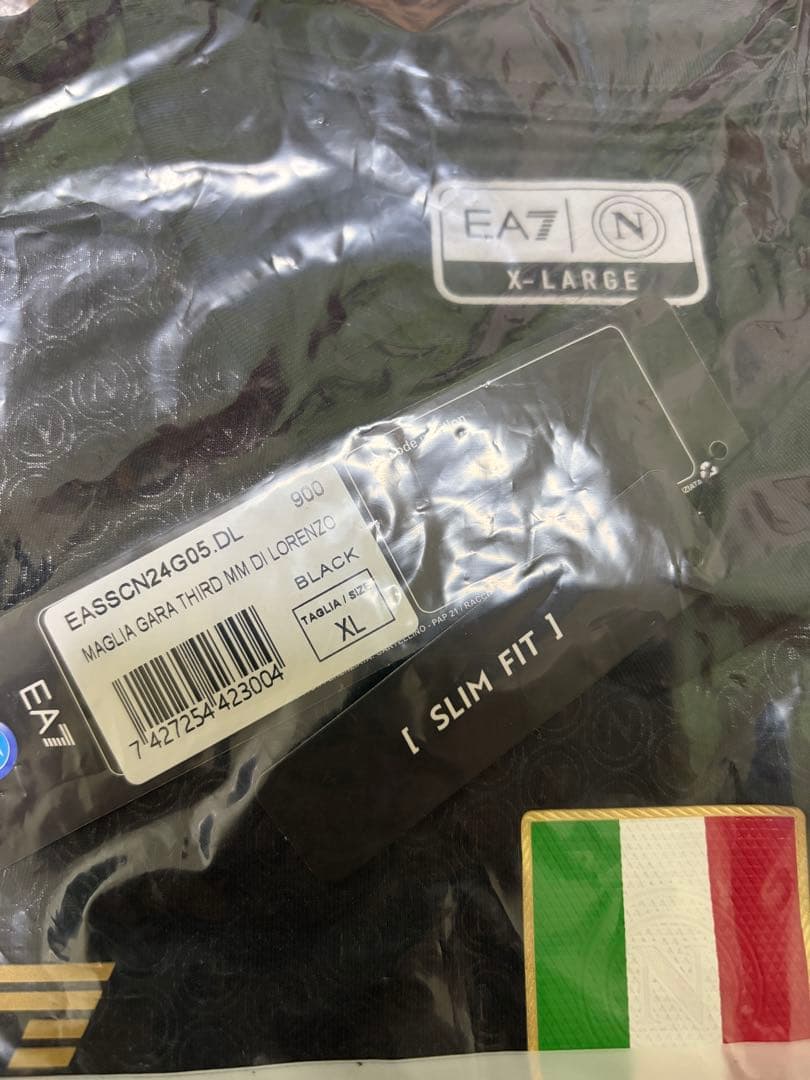 EA7 N
X-LARGE
EASSCN24G05.DL 900
MAGLIA GARA THIRD MM DI LORENZO
BLACK
TAGLIA / SIZE
XL
7 427254 423004
EA7
[ SLIM FIT ]
N